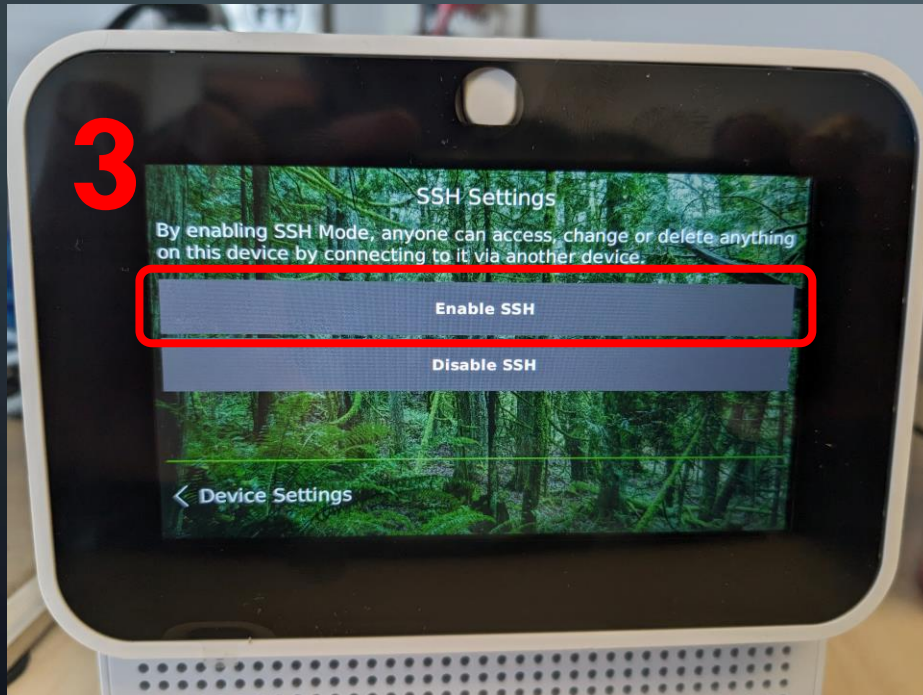 3
SSH Settings
By enabling SSH Mode, anyone can access, change or delete anything
on this device by connecting to it via another device.
Enable SSH
Disable SSH
Device Settings